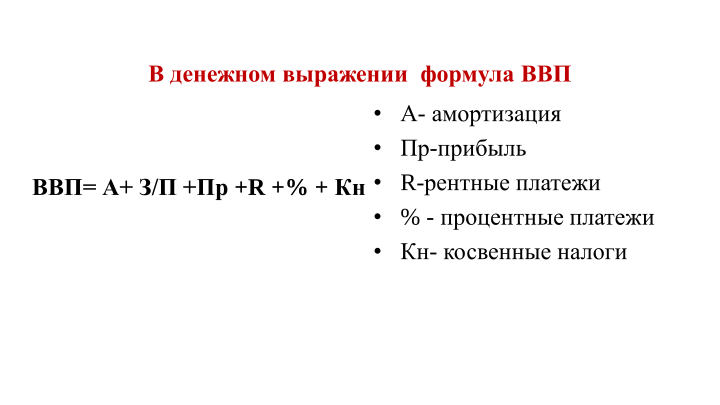 В денежном выражении формула ВВП
ВВП= А+ З/П +Пр +R +% + Кн
• А- амортизация
• Пр-прибыль
• R-рентные платежи
• % - процентные платежи
• Кн- косвенные налоги